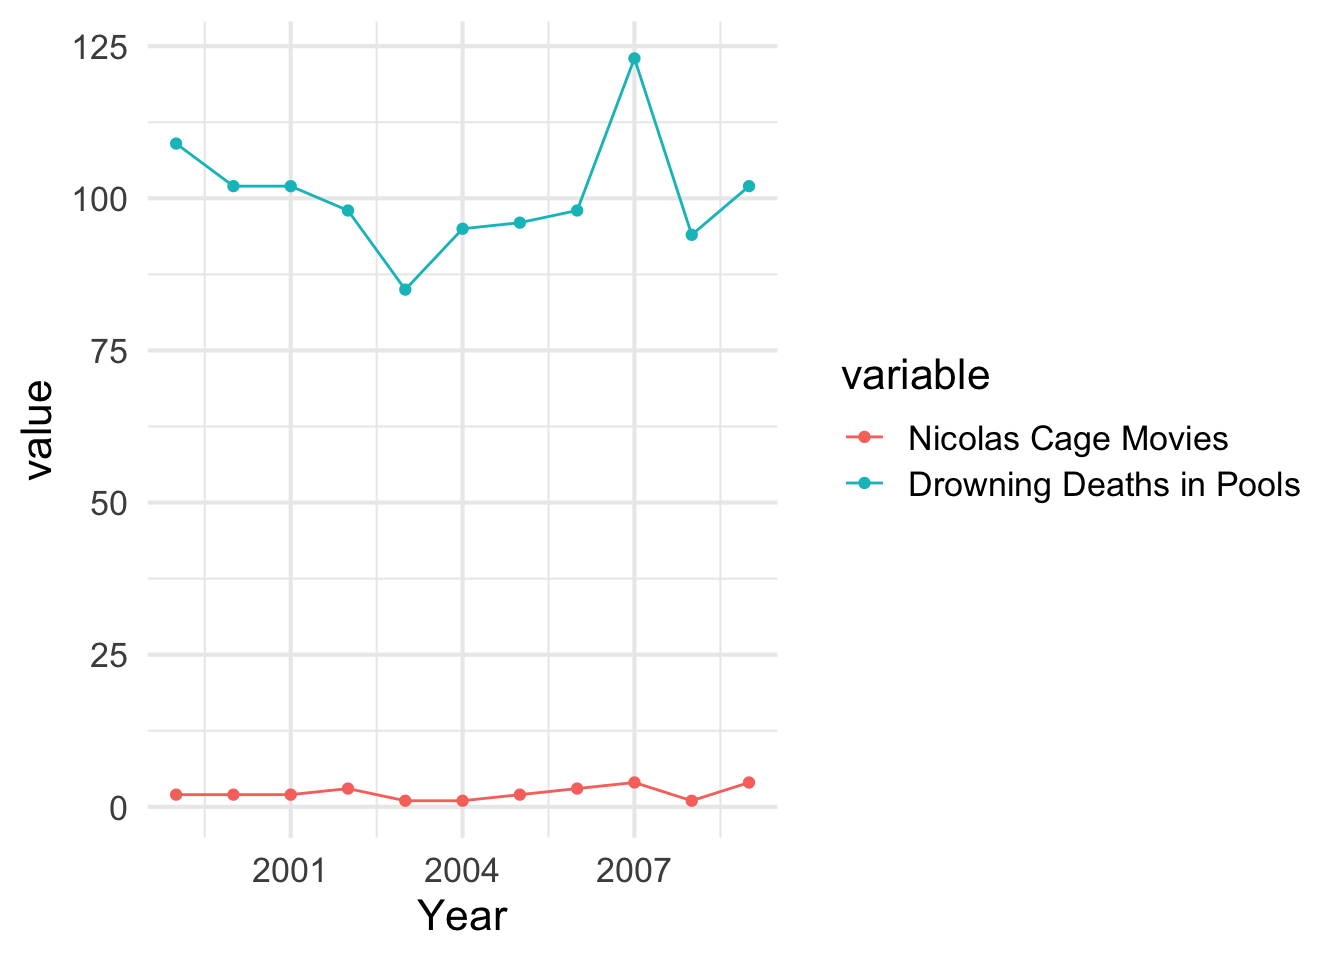 125
100
75
50
25
0
value
2001 2004 2007
Year
variable
Nicolas Cage Movies
Drowning Deaths in Pools